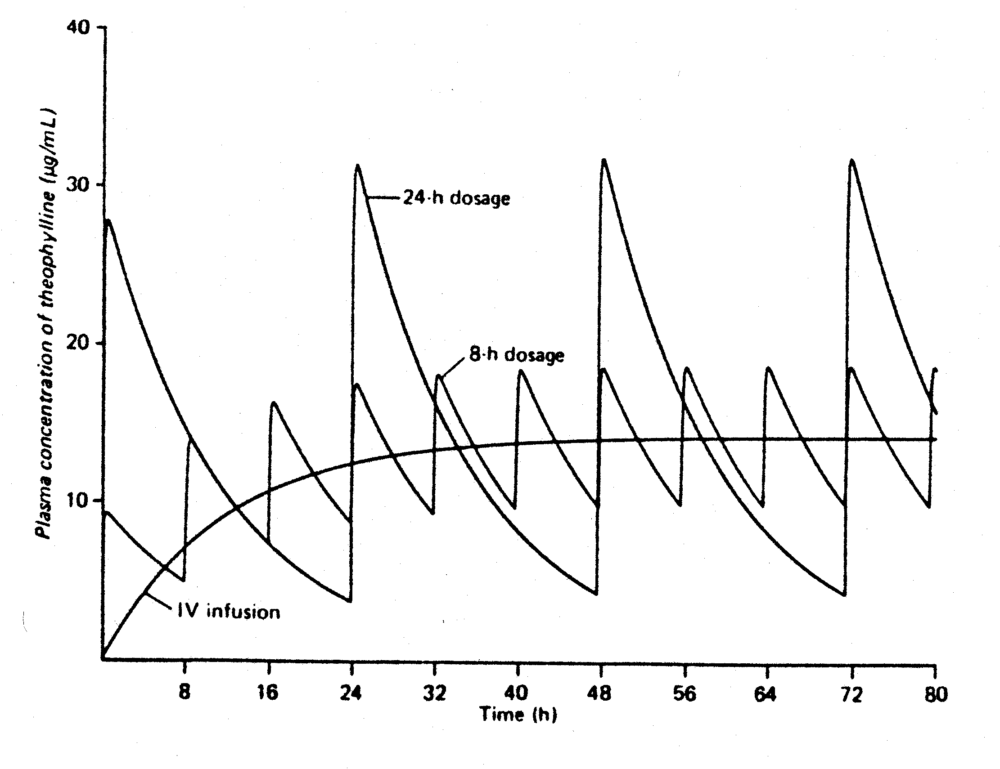 40
30
20
10
Plasma concentration of theophylline (µg/mL)
24-h dosage
8-h dosage
IV infusion
8 16 24 32 40 48 56 64 72 80
Time (h)